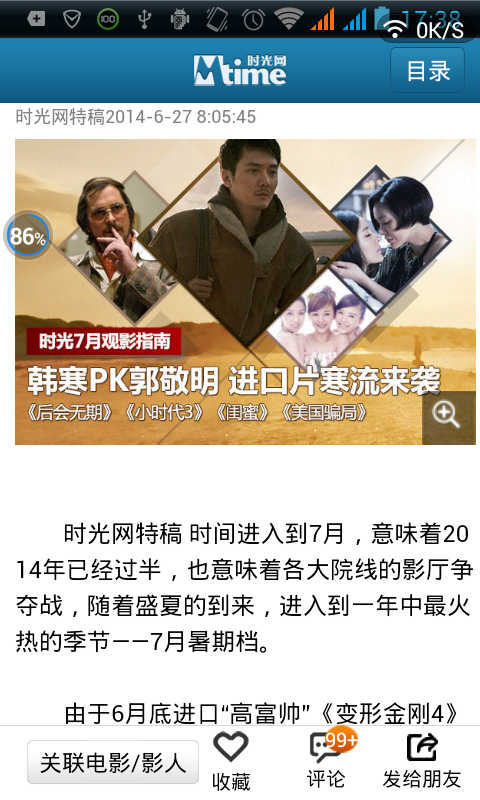 100
17:38
0K/S
时光网
Mtime
目录
时光网特稿2014-6-27 8:05:45
86%
时光7月观影指南
韩寒PK郭敬明 进口片寒流来袭
《后会无期》《小时代3》《闺蜜》《美国骗局》
时光网特稿 时间进入到7月，意味着20
14年已经过半，也意味着各大院线的影厅争
夺战，随着盛夏的到来，进入到一年中最火
热的季节——7月暑期档。
由于6月底进口“高富帅”《变形金刚4》
关联电影/影人
收藏
99+
评论
发给朋友